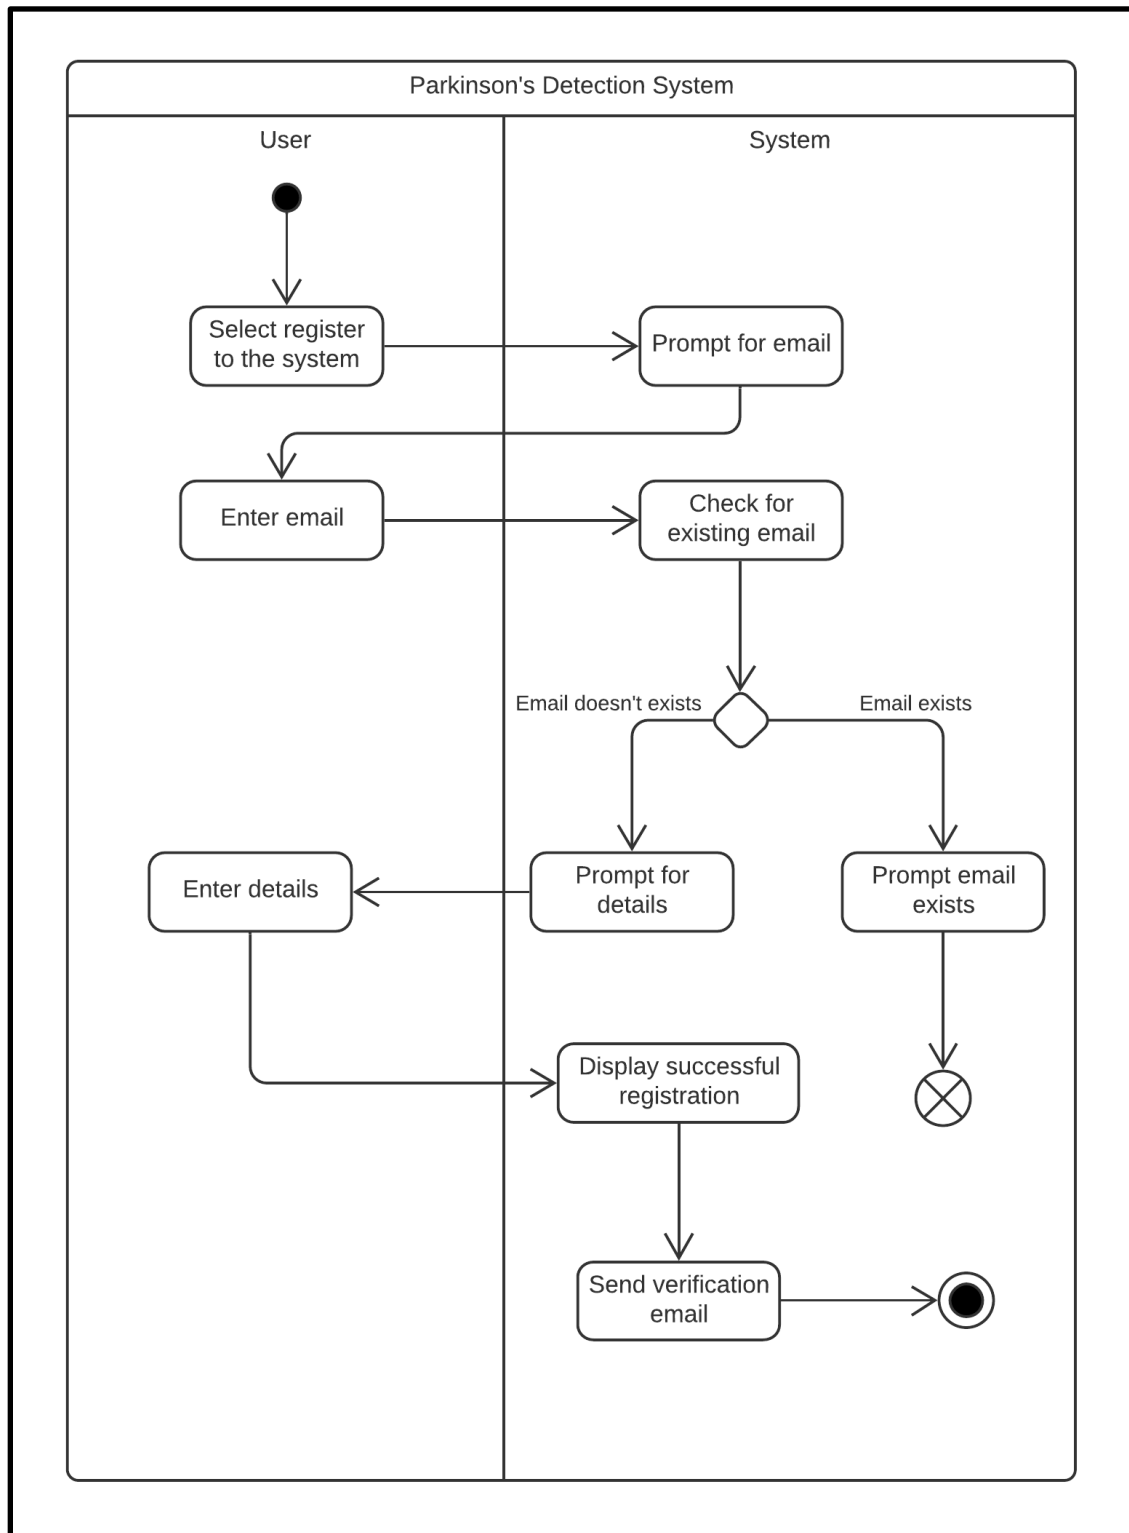 Parkinson's Detection System
User
System
Select register
to the system
Prompt for email
Enter email
Check for
existing email
Email doesn't exists
Email exists
Enter details
Prompt for
details
Prompt email
exists
Display successful
registration
Send verification
email